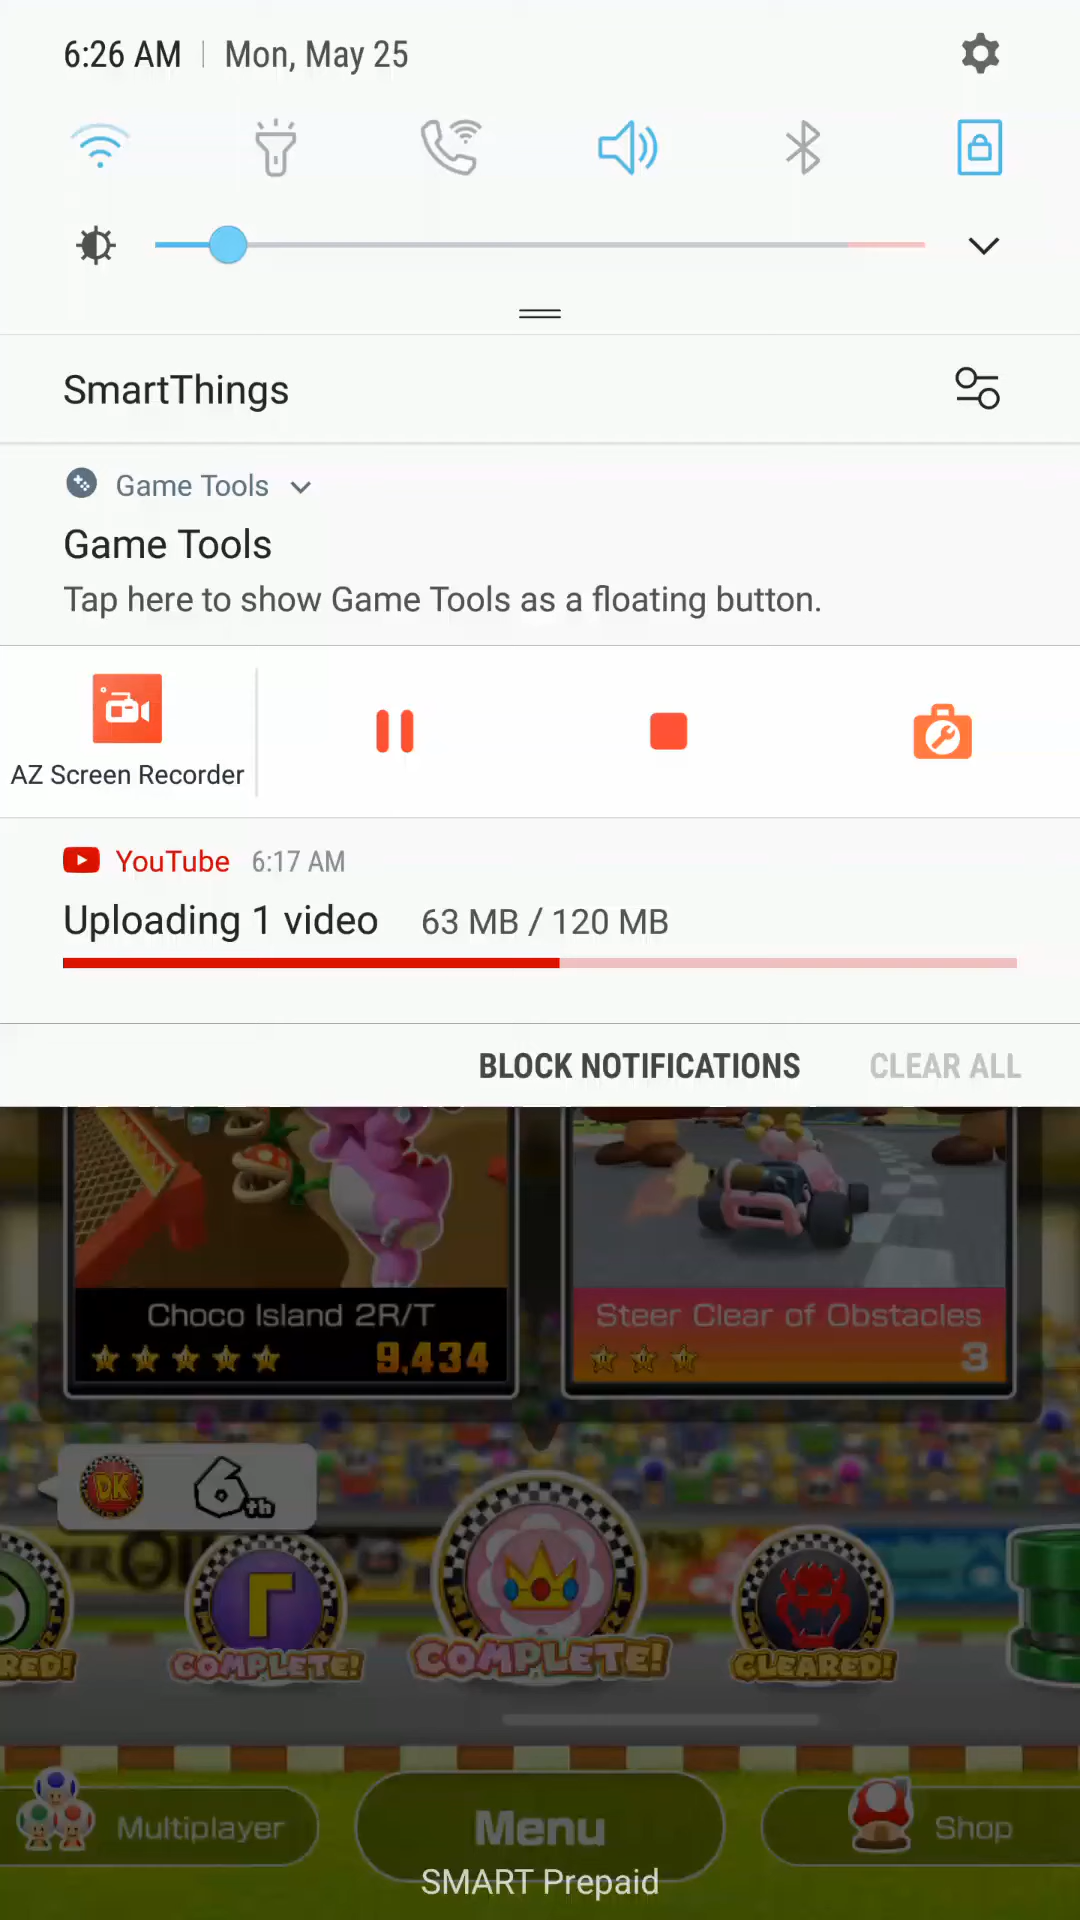 6:26 AM | Mon, May 25
SmartThings
Game Tools
Game Tools
Tap here to show Game Tools as a floating button.
AZ Screen Recorder
YouTube 6:17 AM
Uploading 1 video 63 MB / 120 MB
BLOCK NOTIFICATIONS CLEAR ALL
Choco Island 2R/T
9,434
Steer Clear of Obstacles
3
DK 6th
RED!
COMPLETE!
COMPLETE!
CLEARED!
Multiplayer
Menu
Shop
SMART Prepaid